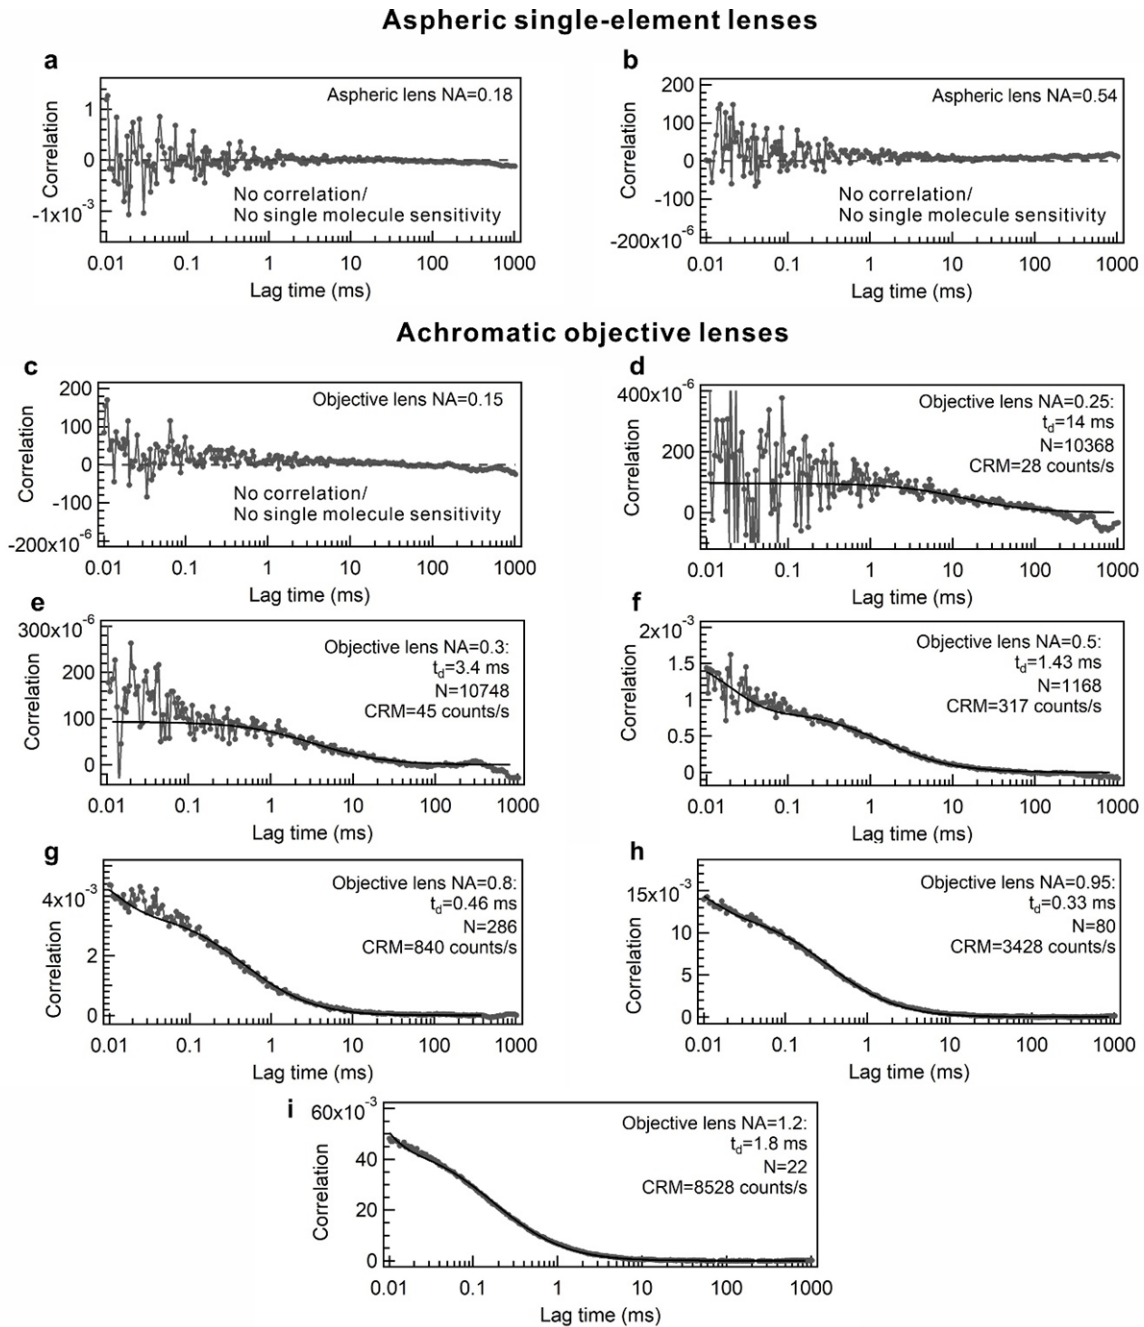 Aspheric single-element lenses
a
Correlation
1
0
-1x10⁻³
Aspheric lens NA=0.18
No correlation/
No single molecule sensitivity
0.01 0.1 1 10 100 1000
Lag time (ms)
b
Correlation
200
100
0
-100
-200x10⁻⁶
Aspheric lens NA=0.54
No correlation/
No single molecule sensitivity
0.01 0.1 1 10 100 1000
Lag time (ms)
Achromatic objective lenses
c
Correlation
200
100
0
-100
-200x10⁻⁶
Objective lens NA=0.15
No correlation/
No single molecule sensitivity
0.01 0.1 1 10 100 1000
Lag time (ms)
d
Correlation
400x10⁻⁶
200
0
Objective lens NA=0.25:
t_d=14 ms
N=10368
CRM=28 counts/s
0.01 0.1 1 10 100 1000
Lag time (ms)
e
Correlation
300x10⁻⁶
200
100
0
Objective lens NA=0.3:
t_d=3.4 ms
N=10748
CRM=45 counts/s
0.01 0.1 1 10 100 1000
Lag time (ms)
f
Correlation
2x10⁻³
1.5
1
0.5
0
Objective lens NA=0.5:
t_d=1.43 ms
N=1168
CRM=317 counts/s
0.01 0.1 1 10 100 1000
Lag time (ms)
g
Correlation
4x10⁻³
2
0
Objective lens NA=0.8:
t_d=0.46 ms
N=286
CRM=840 counts/s
0.01 0.1 1 10 100 1000
Lag time (ms)
h
Correlation
15x10⁻³
10
5
0
Objective lens NA=0.95:
t_d=0.33 ms
N=80
CRM=3428 counts/s
0.01 0.1 1 10 100 1000
Lag time (ms)
i
Correlation
60x10⁻³
40
20
0
Objective lens NA=1.2:
t_d=1.8 ms
N=22
CRM=8528 counts/s
0.01 0.1 1 10 100 1000
Lag time (ms)